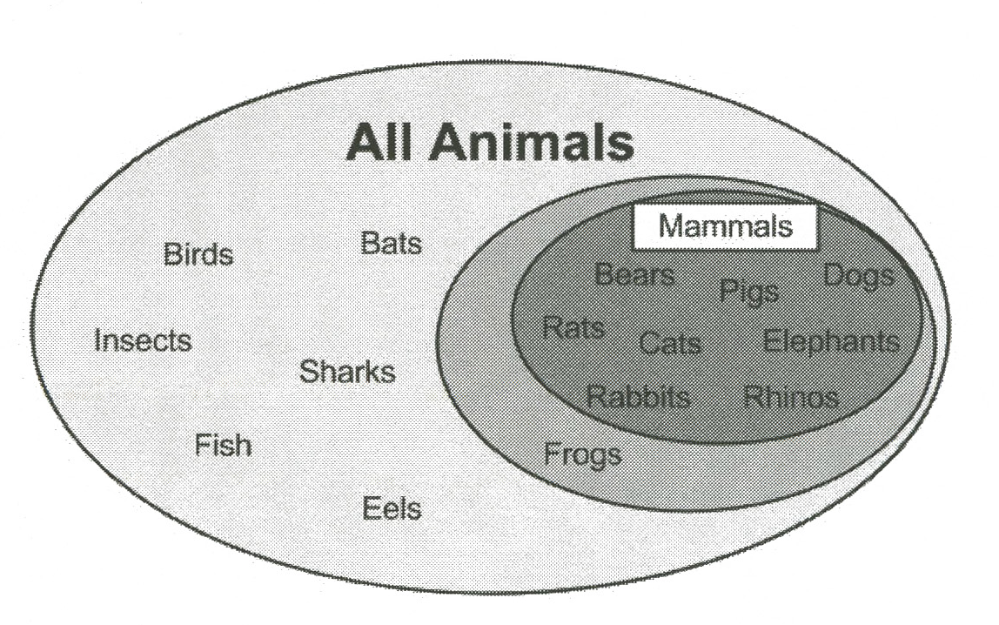 All Animals
Mammals
Birds
Bats
Bears
Pigs
Dogs
Insects
Rats
Cats
Elephants
Sharks
Rabbits
Rhinos
Fish
Frogs
Eels